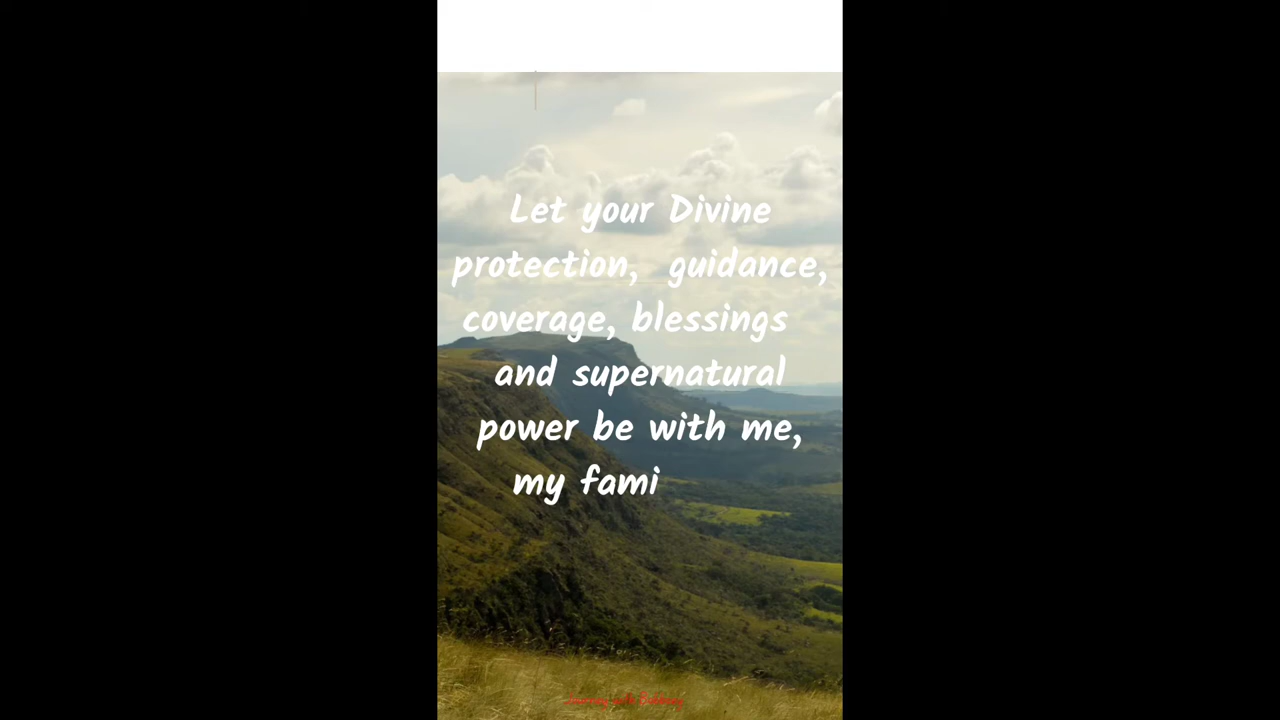 Let your Divine
protection, guidance,
coverage, blessings
and supernatural
power be with me,
my fami